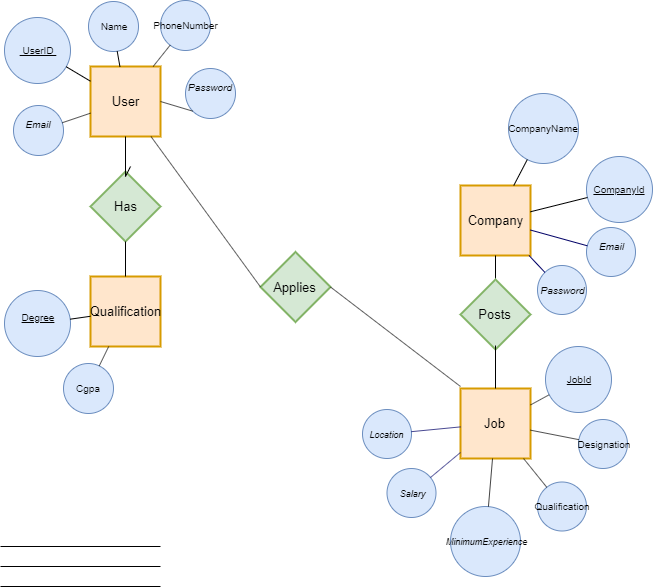 Name
PhoneNumber
UserID
Password
User
Email
CompanyName
CompanyId
Has
Company
Email
Applies
Password
Posts
Qualification
Degree
JobId
Cgpa
Job
Location
Designation
Salary
Qualification
MinimumExperience